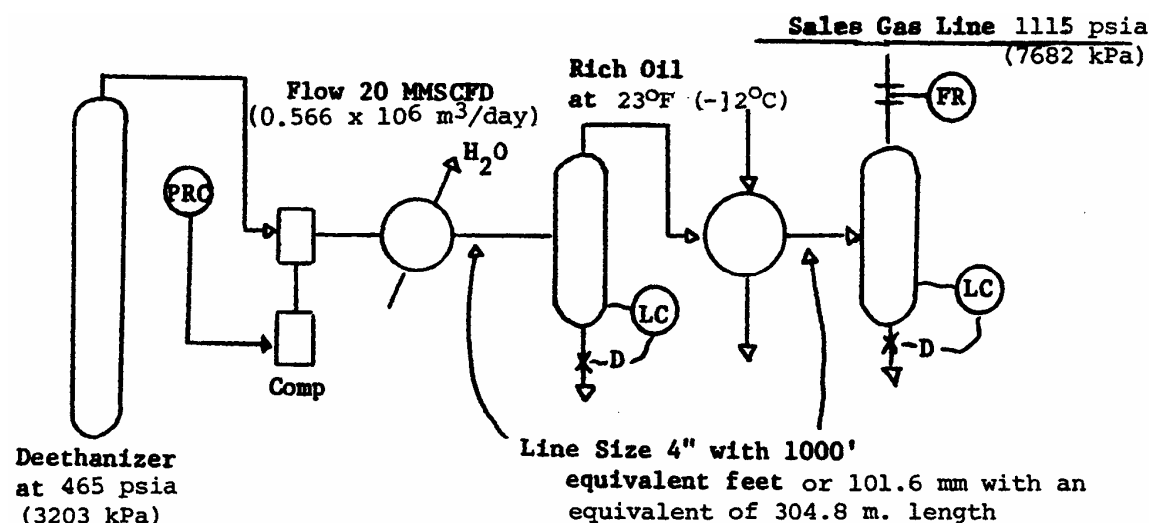 Sales Gas Line 1115 psia
(7682 kPa)
Rich Oil
at 23°F (-12°C)
FR
Flow 20 MMSCFD
(0.566 x 10⁶ m³/day)
H₂O
PRC
LC
D
LC
D
Comp
Deethanizer
at 465 psia
(3203 kPa)
Line Size 4" with 1000'
equivalent feet or 101.6 mm with an
equivalent of 304.8 m. length